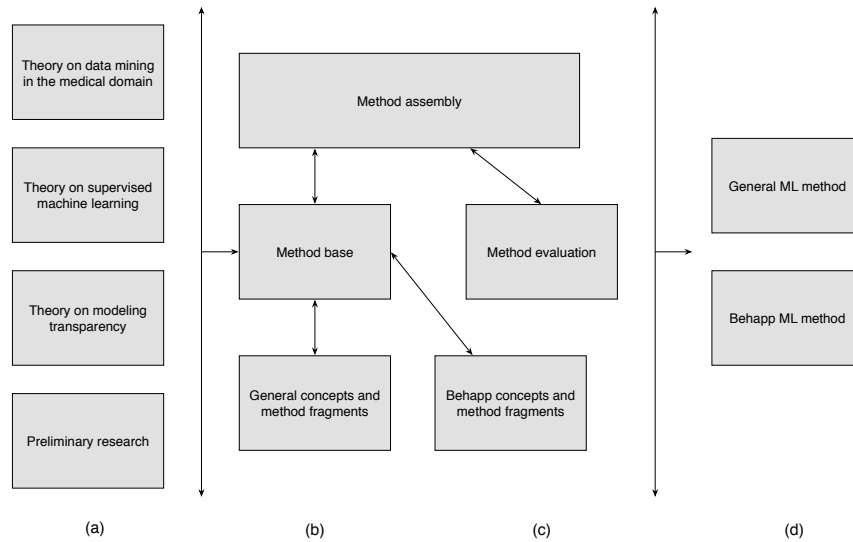 Theory on data mining
in the medical domain
Theory on supervised
machine learning
Theory on modeling
transparency
Preliminary research
(a)
Method assembly
Method base
Method evaluation
General concepts and
method fragments
Behapp concepts and
method fragments
(b)
(c)
General ML method
Behapp ML method
(d)